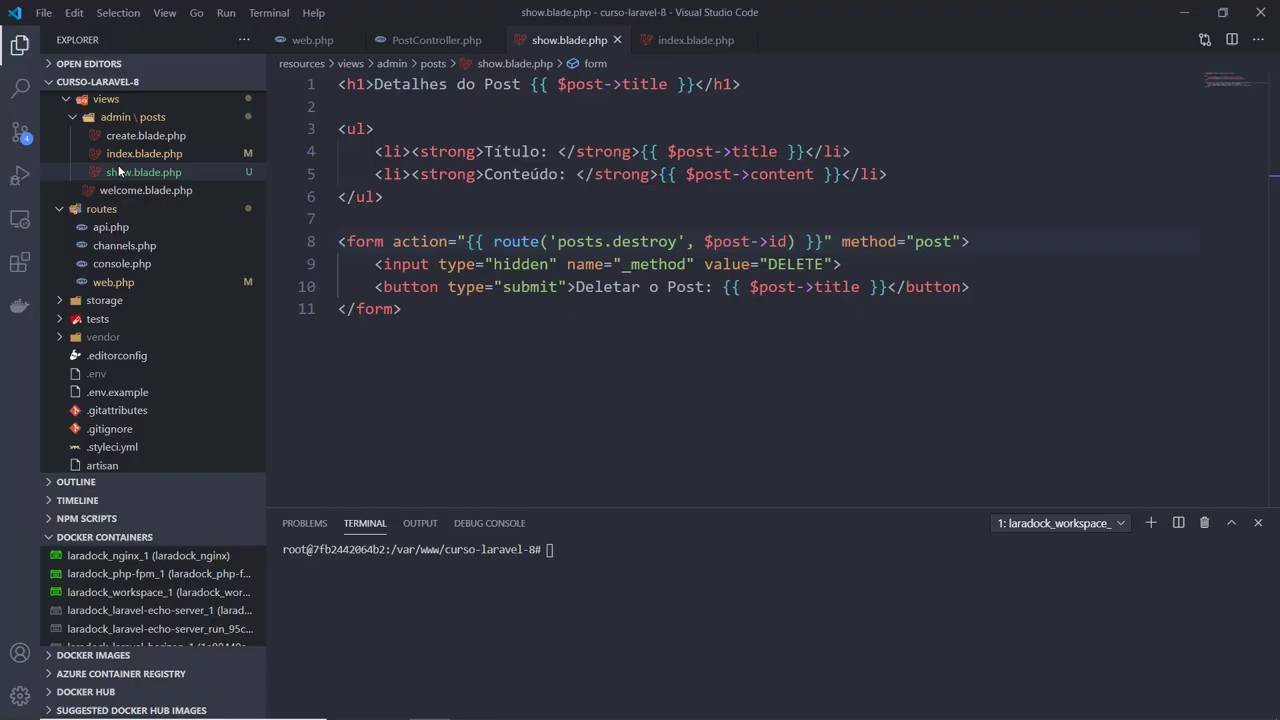 File Edit Selection View Go Run Terminal Help
show.blade.php - curso-laravel-8 - Visual Studio Code
EXPLORER
web.php
PostController.php
show.blade.php
index.blade.php
OPEN EDITORS
CURSO-LARAVEL-8
views
admin \ posts
create.blade.php
index.blade.php M
show.blade.php U
welcome.blade.php
routes
api.php
channels.php
console.php
web.php M
storage
tests
vendor
.editorconfig
.env
.env.example
.gitattributes
.gitignore
.styleci.yml
artisan
OUTLINE
TIMELINE
NPM SCRIPTS
DOCKER CONTAINERS
laradock_nginx_1 (laradock_nginx)
laradock_php-fpm_1 (laradock_php-f...
laradock_workspace_1 (laradock_wor...
laradock_laravel-echo-server_1 (larad...
laradock_laravel-echo-server_run_95c...
DOCKER IMAGES
AZURE CONTAINER REGISTRY
DOCKER HUB
SUGGESTED DOCKER HUB IMAGES
4
resources > views > admin > posts > show.blade.php > form
1 <h1>Detalhes do Post {{ $post->title }}</h1>
2
3 <ul>
4 <li><strong>Título: </strong>{{ $post->title }}</li>
5 <li><strong>Conteúdo: </strong>{{ $post->content }}</li>
6 </ul>
7
8 <form action="{{ route('posts.destroy', $post->id) }}" method="post">
9 <input type="hidden" name="_method" value="DELETE">
10 <button type="submit">Deletar o Post: {{ $post->title }}</button>
11 </form>
PROBLEMS TERMINAL OUTPUT DEBUG CONSOLE
1: laradock_workspace_
root@7fb2442064b2:/var/www/curso-laravel-8#